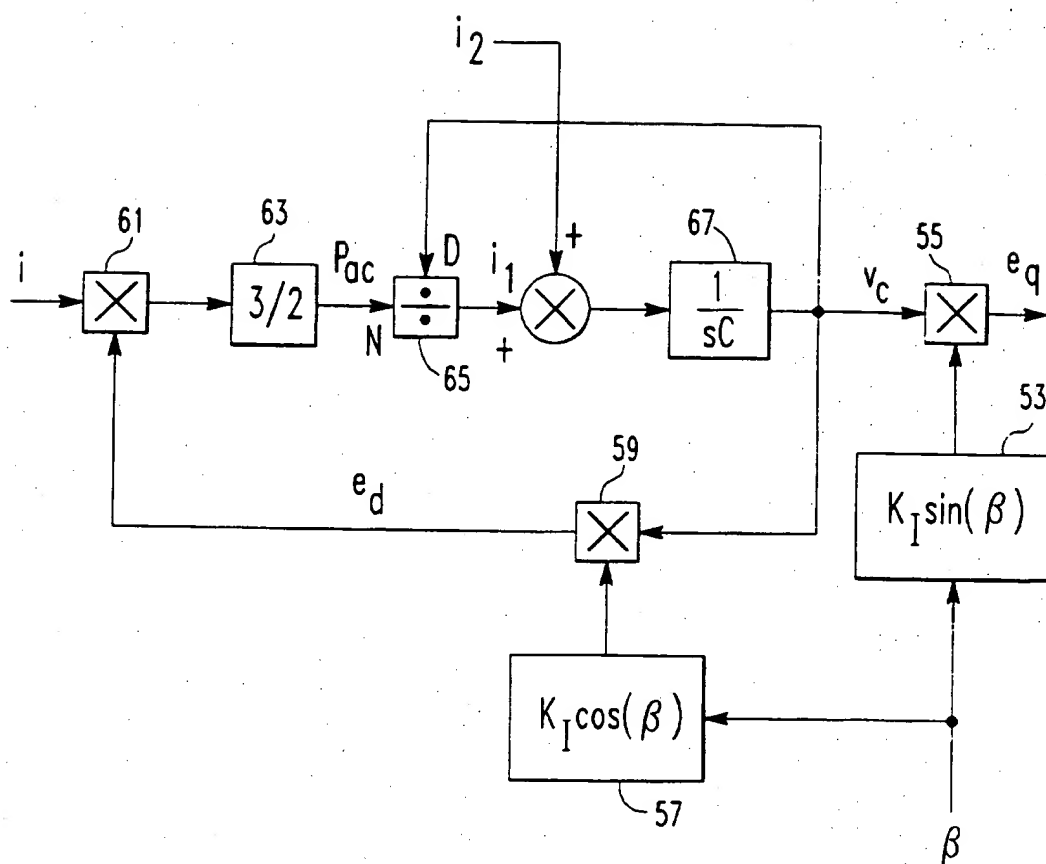 i2
61
63
67
55
i
3/2
Pac
D
N
÷
65
i1
+
+
1
sC
vc
eq
53
KI sin(β)
59
ed
KI cos(β)
57
β